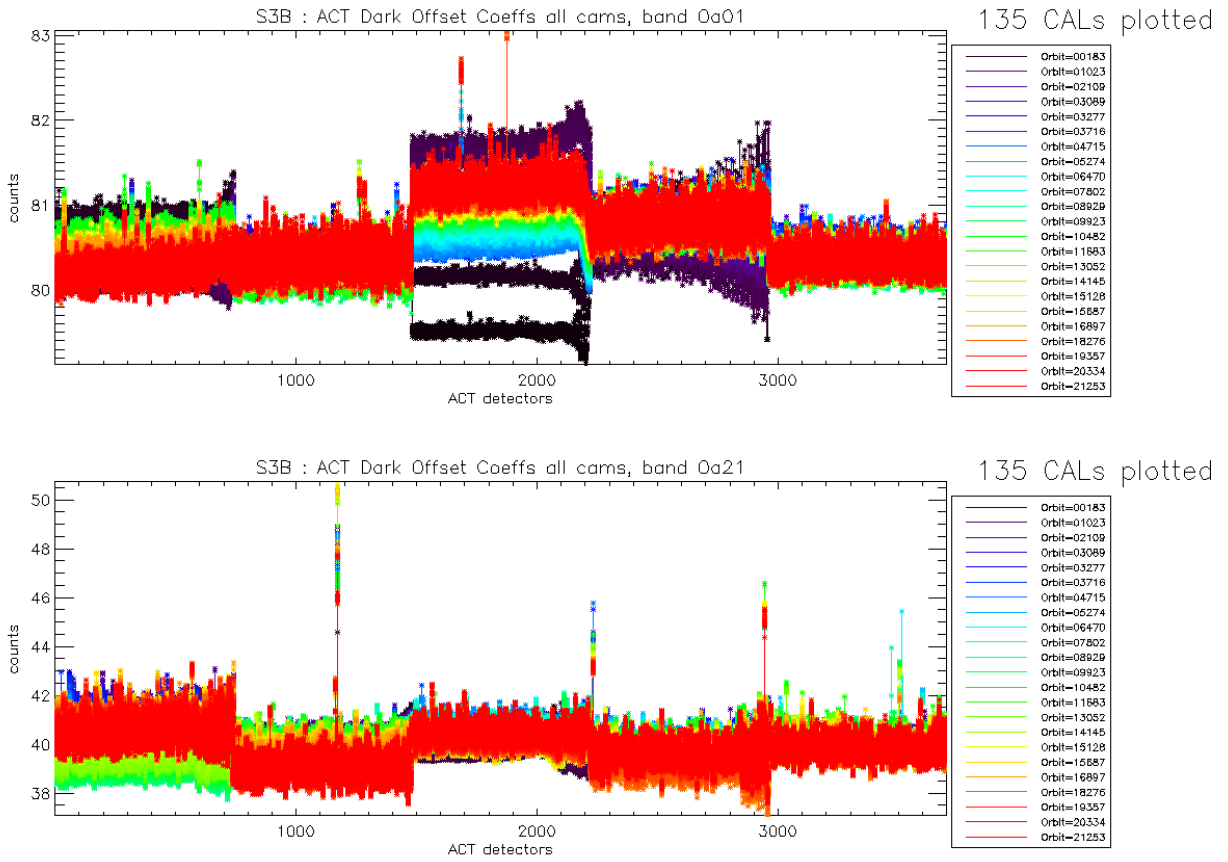 S3B : ACT Dark Offset Coeffs all cams, band Oa01
135 CALs plotted
83
82
81
80
counts
1000
2000
3000
ACT detectors
Orbit=00183
Orbit=01023
Orbit=02109
Orbit=03089
Orbit=03277
Orbit=03716
Orbit=04715
Orbit=05274
Orbit=06470
Orbit=07802
Orbit=08929
Orbit=09923
Orbit=10482
Orbit=11683
Orbit=13052
Orbit=14145
Orbit=15128
Orbit=15687
Orbit=16897
Orbit=18276
Orbit=19357
Orbit=20334
Orbit=21253
S3B : ACT Dark Offset Coeffs all cams, band Oa21
135 CALs plotted
50
48
46
44
42
40
38
counts
1000
2000
3000
ACT detectors
Orbit=00183
Orbit=01023
Orbit=02109
Orbit=03089
Orbit=03277
Orbit=03716
Orbit=04715
Orbit=05274
Orbit=06470
Orbit=07802
Orbit=08929
Orbit=09923
Orbit=10482
Orbit=11683
Orbit=13052
Orbit=14145
Orbit=15128
Orbit=15687
Orbit=16897
Orbit=18276
Orbit=19357
Orbit=20334
Orbit=21253